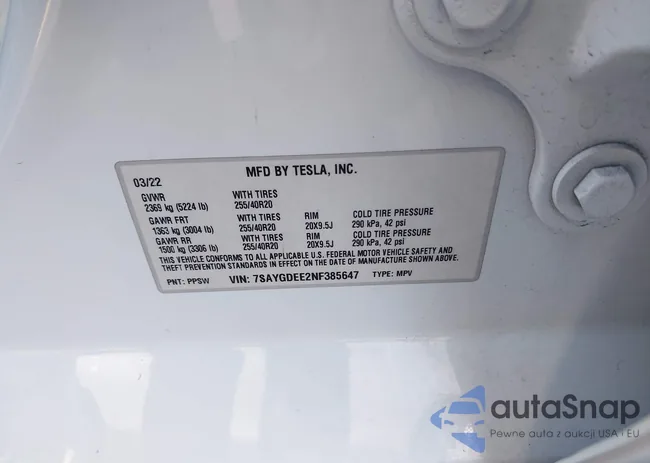 MFD BY TESLA, INC.
03/22
GVWR WITH TIRES
2369 kg (5224 lb) 255/40R20
GAWR FRT WITH TIRES RIM COLD TIRE PRESSURE
1363 kg (3004 lb) 255/40R20 20X9.5J 290 kPa, 42 psi
GAWR RR WITH TIRES RIM COLD TIRE PRESSURE
1500 kg (3306 lb) 255/40R20 20X9.5J 290 kPa, 42 psi
THIS VEHICLE CONFORMS TO ALL APPLICABLE U.S. FEDERAL MOTOR VEHICLE SAFETY AND
THEFT PREVENTION STANDARDS IN EFFECT ON THE DATE OF MANUFACTURE SHOWN ABOVE.
PNT: PPSW VIN: 7SAYGDEE2NF385647 TYPE: MPV
autaSnap
Pewne auta z aukcji USA i EU